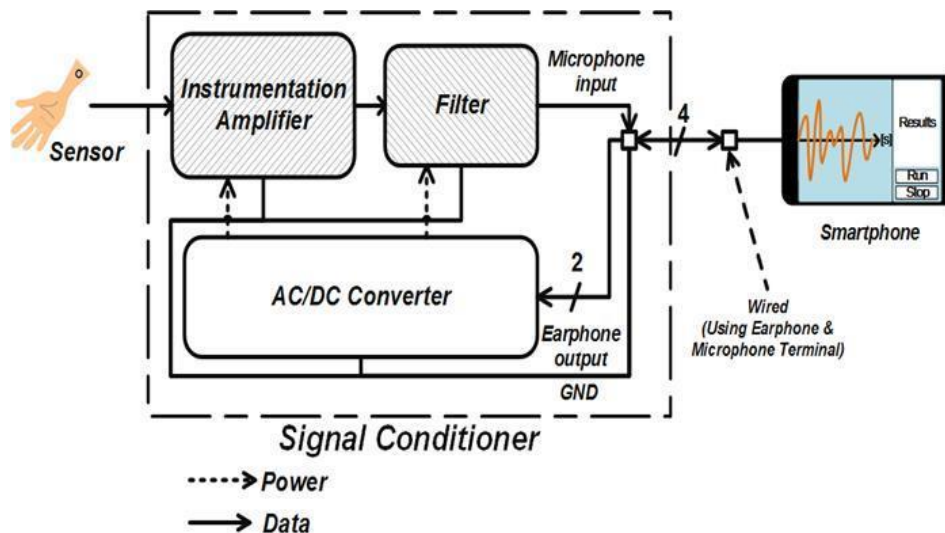 Instrumentation
Amplifier
Filter
Microphone
input
Sensor
4
[s]
Results
Run
Stop
Smartphone
AC/DC Converter
2
Earphone
output
GND
Wired
(Using Earphone &
Microphone Terminal)
Signal Conditioner
Power
Data